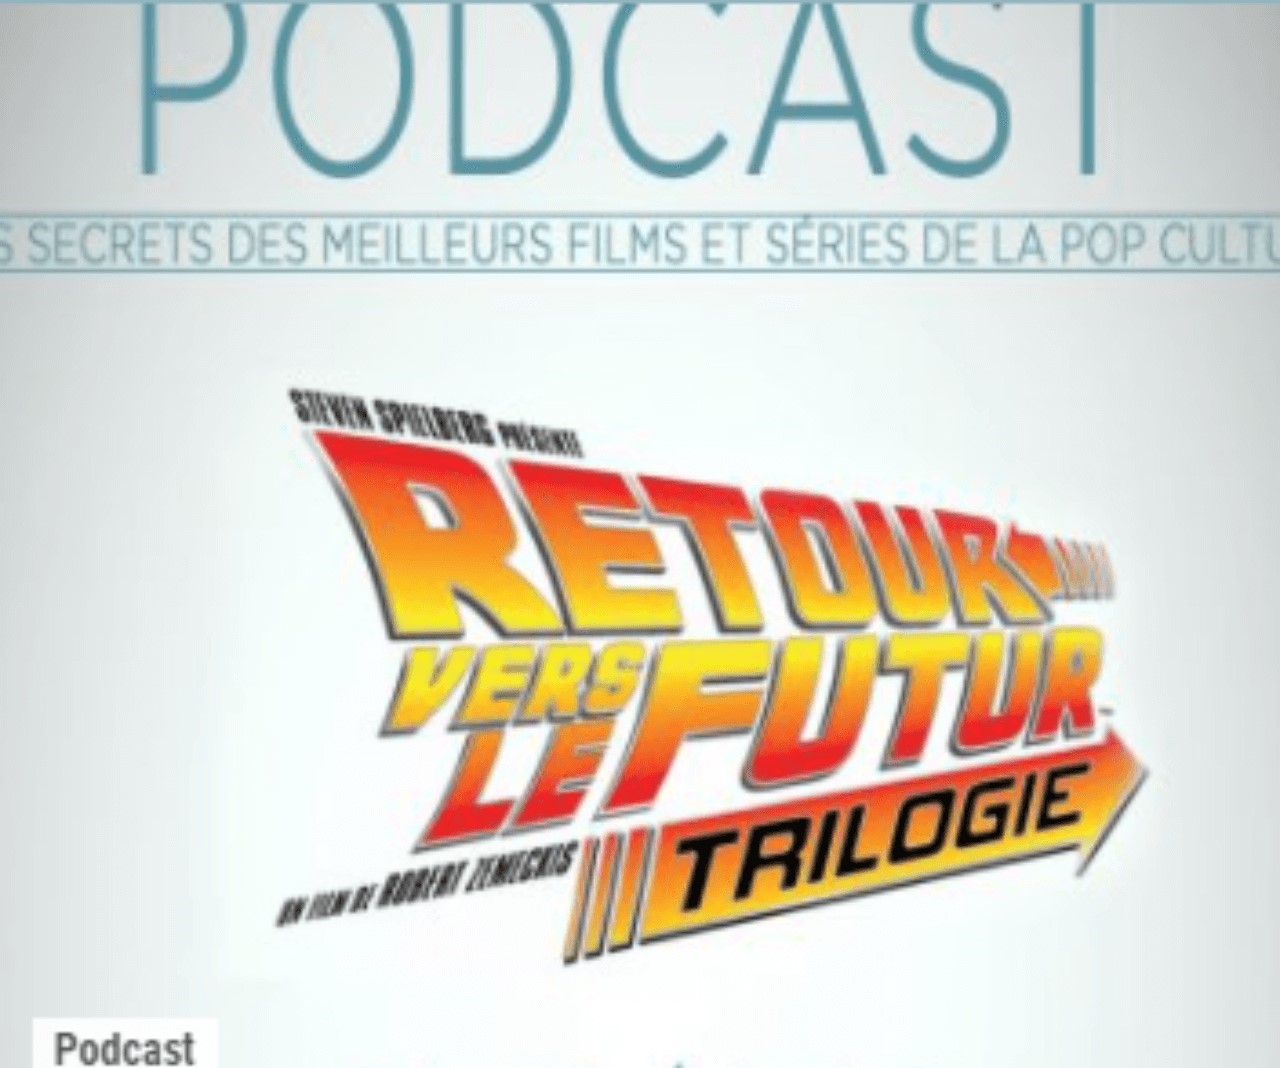 PODCAST
SECRETS DES MEILLEURS FILMS ET SÉRIES DE LA POP CULTU
STEVEN SPIELBERG PRÉSENTE
RETOUR
VERS
LE FUTUR
TRILOGIE
UN FILM DE ROBERT ZEMECKIS
Podcast